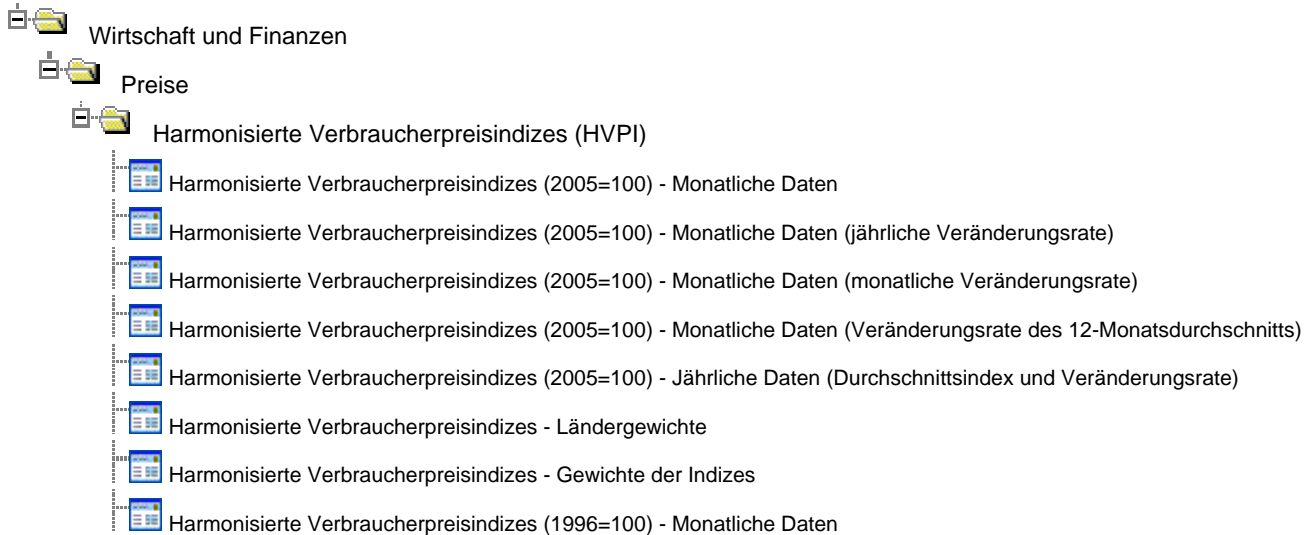 Wirtschaft und Finanzen
Preise
Harmonisierte Verbraucherpreisindizes (HVPI)
Harmonisierte Verbraucherpreisindizes (2005=100) - Monatliche Daten
Harmonisierte Verbraucherpreisindizes (2005=100) - Monatliche Daten (jährliche Veränderungsrate)
Harmonisierte Verbraucherpreisindizes (2005=100) - Monatliche Daten (monatliche Veränderungsrate)
Harmonisierte Verbraucherpreisindizes (2005=100) - Monatliche Daten (Veränderungsrate des 12-Monatsdurchschnitts)
Harmonisierte Verbraucherpreisindizes (2005=100) - Jährliche Daten (Durchschnittsindex und Veränderungsrate)
Harmonisierte Verbraucherpreisindizes - Ländergewichte
Harmonisierte Verbraucherpreisindizes - Gewichte der Indizes
Harmonisierte Verbraucherpreisindizes (1996=100) - Monatliche Daten